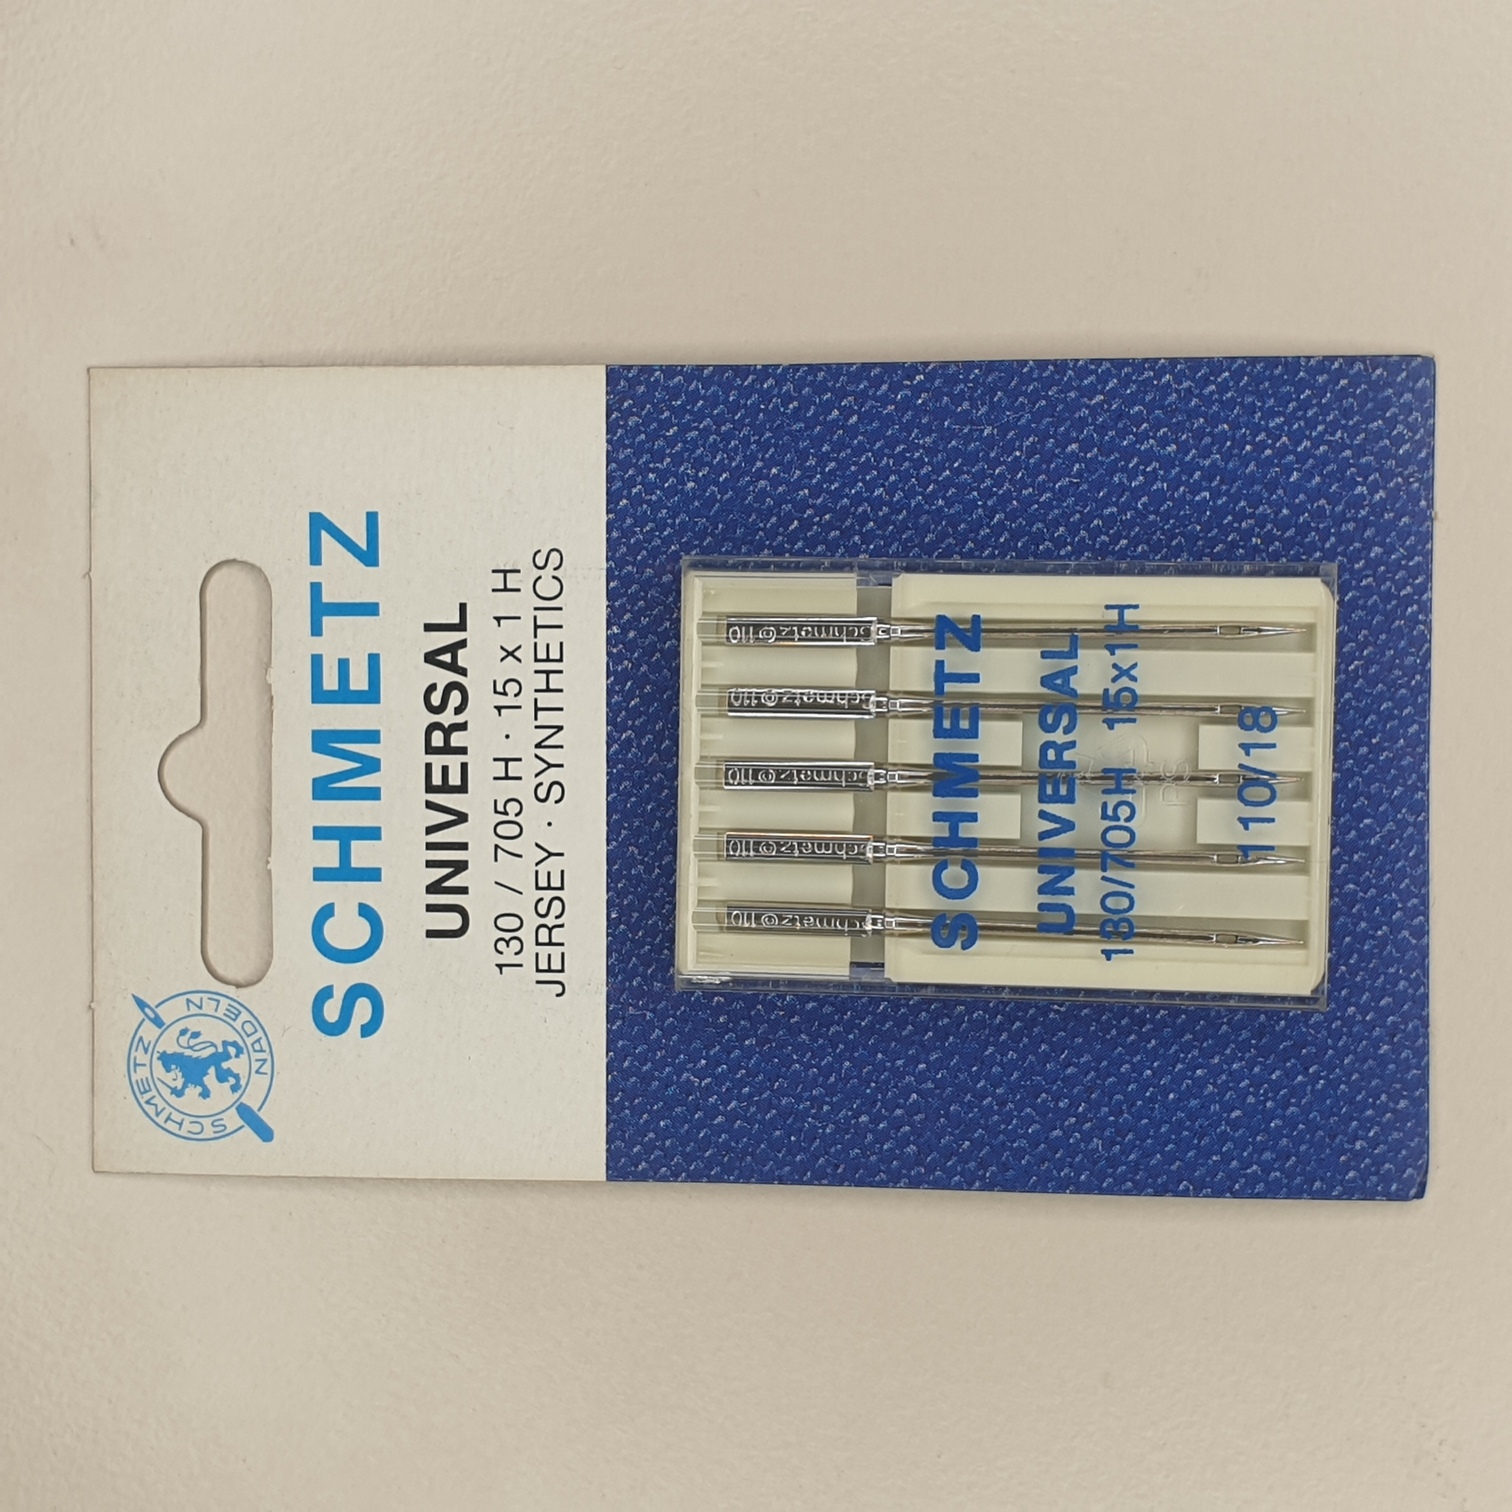 SCHMETZ NADELN
SCHMETZ
UNIVERSAL
130 / 705 H · 15 x 1 H
JERSEY · SYNTHETICS
schmetz © 110
schmetz © 110
schmetz © 110
schmetz © 110
schmetz © 110
SCHMETZ
UNIVERSAL
130/705H 15x1H
PS
110/18